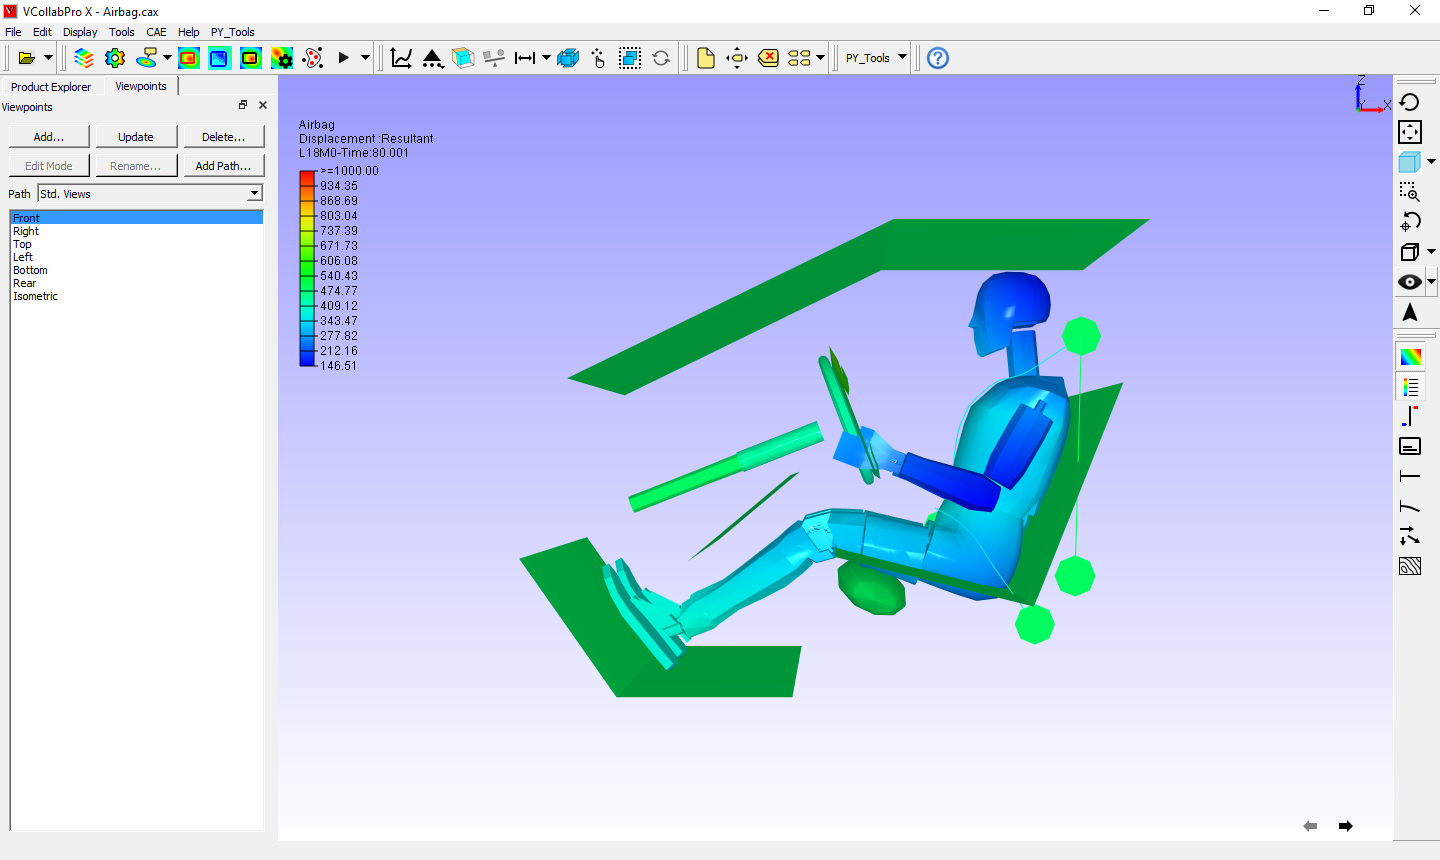 VCollabPro X - Airbag.cax
File Edit Display Tools CAE Help PY_Tools
PY_Tools
Product Explorer Viewpoints
Viewpoints
Add... Update Delete...
Edit Mode Rename... Add Path...
Path Std. Views
Front
Right
Top
Left
Bottom
Rear
Isometric
Airbag
Displacement :Resultant
L18M0-Time:80.001
>=1000.00
934.35
868.69
803.04
737.39
671.73
606.08
540.43
474.77
409.12
343.47
277.82
212.16
146.51
Z
Y X